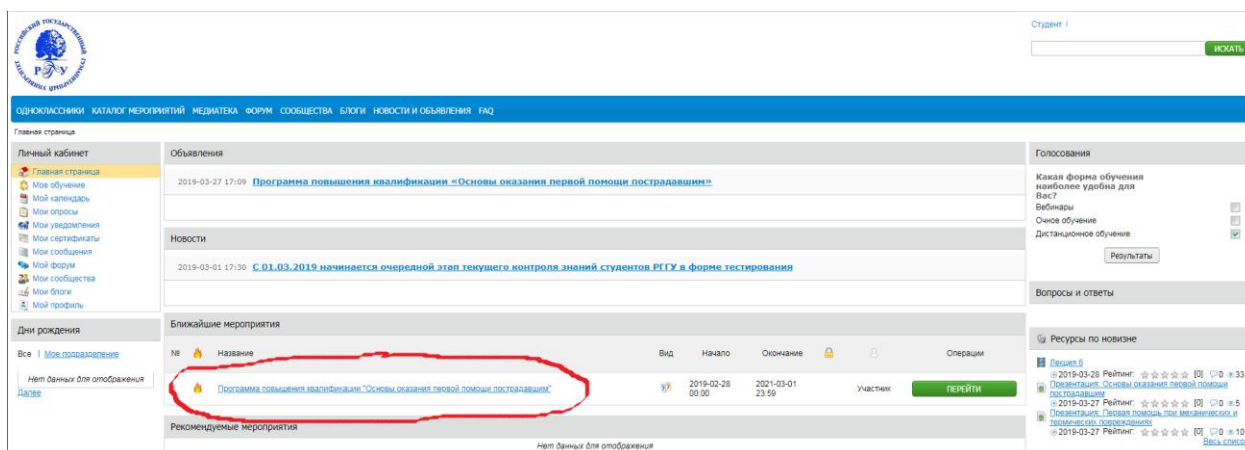 РОССИЙСКИЙ ГОСУДАРСТВЕННЫЙ ГУМАНИТАРНЫЙ УНИВЕРСИТЕТ
РГГУ
Студент
ИСКАТЬ
ОДНОКЛАССНИКИ КАТАЛОГ МЕРОПРИЯТИЙ МЕДИАТЕКА ФОРУМ СООБЩЕСТВА БЛОГИ НОВОСТИ И ОБЪЯВЛЕНИЯ FAQ
Главная страница
Личный кабинет
Главная страница
Мое обучение
Мой календарь
Мои опросы
Мои уведомления
Мои сертификаты
Мои сообщения
Мой форум
Мои сообщества
Мои блоги
Мой профиль
Дни рождения
Все | Мое подразделение
Нет данных для отображения
Далее
Объявления
2019-03-27 17:09 Программа повышения квалификации «Основы оказания первой помощи пострадавшим»
Новости
2019-03-01 17:30 С 01.03.2019 начинается очередной этап текущего контроля знаний студентов РГГУ в форме тестирования
Ближайшие мероприятия
№ Название Вид Начало Окончание Операции
Программа повышения квалификации "Основы оказания первой помощи пострадавшим" 2019-02-28 00:00 2021-03-01 23:59 Участник ПЕРЕЙТИ
Рекомендуемые мероприятия
Нет данных для отображения
Голосования
Какая форма обучения
наиболее удобна для
Вас?
Вебинары
Очное обучение
Дистанционное обучение
Результаты
Вопросы и ответы
Ресурсы по новизне
Лекция 6
2019-03-28 Рейтинг: [0] 0 33
Презентация: Основы оказания первой помощи
пострадавшим
2019-03-27 Рейтинг: [0] 0 5
Презентация: Первая помощь при механических и
термических повреждениях
2019-03-27 Рейтинг: [0] 0 10
Весь списо